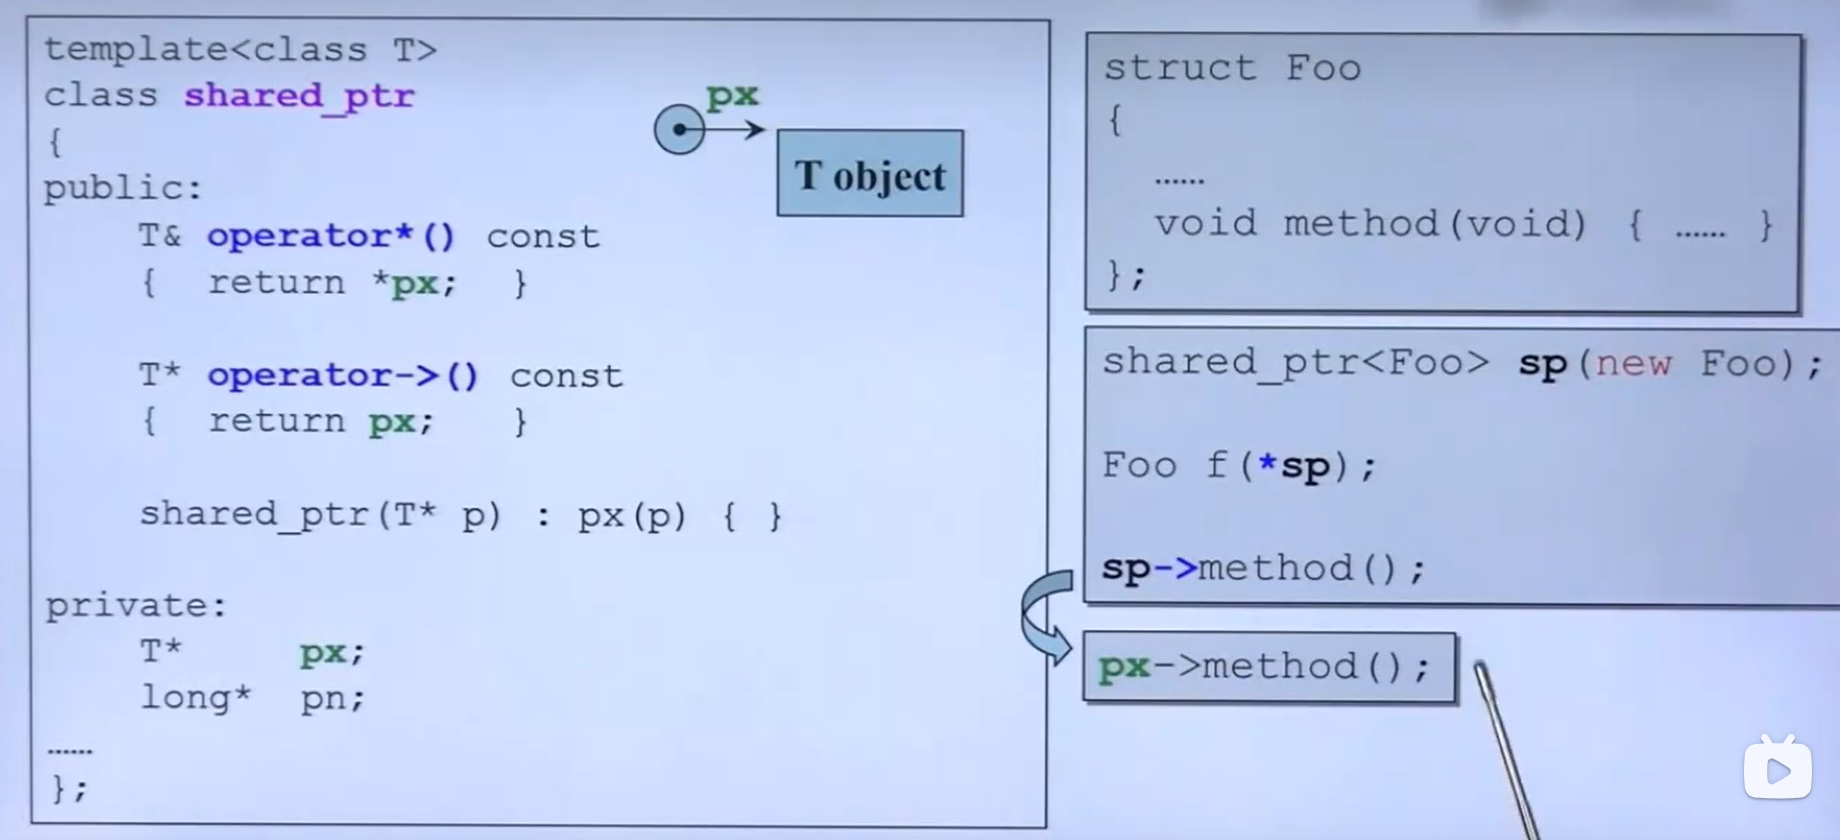 template<class T>
class shared_ptr
{
public:
T& operator*() const
{ return *px; }
T* operator->() const
{ return px; }
shared_ptr(T* p) : px(p) { }
private:
T* px;
long* pn;
……
};
px
T object
struct Foo
{
……
void method(void) { …… }
};
shared_ptr<Foo> sp(new Foo);
Foo f(*sp);
sp->method();
px->method();